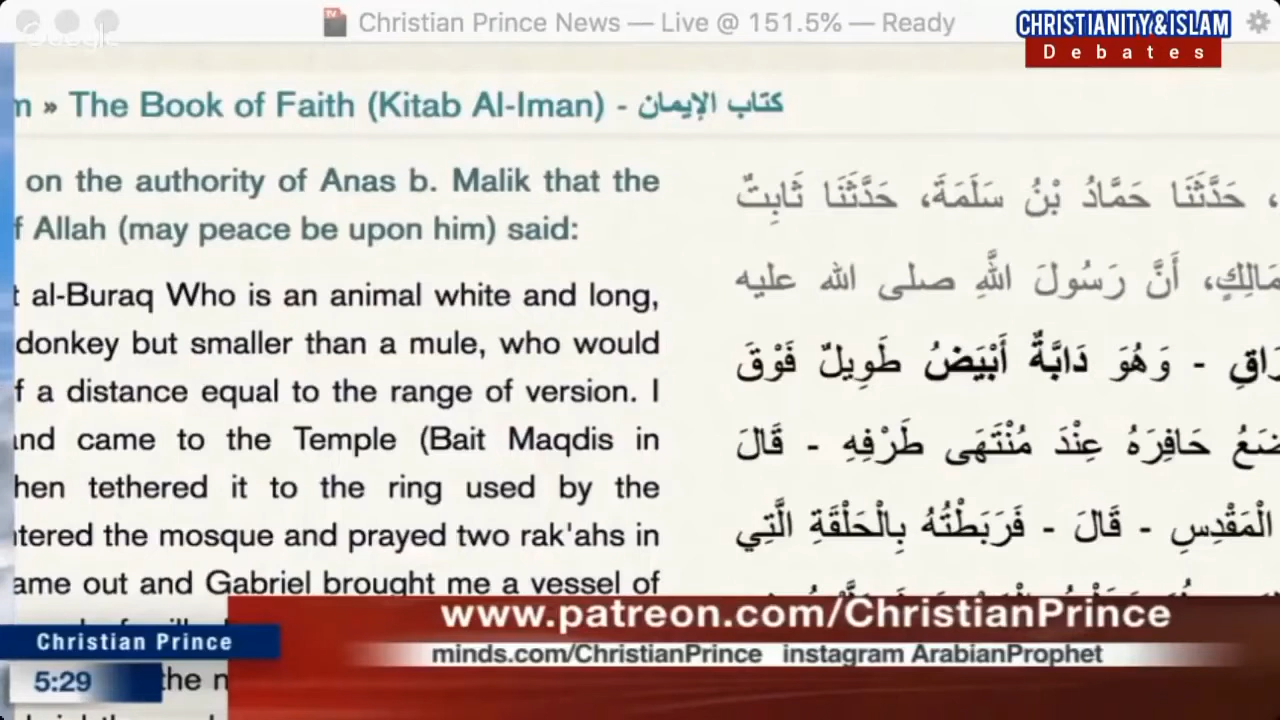 Christian Prince News — Live @ 151.5% — Ready
CHRISTIANITY&ISLAM
Debates
Google
» The Book of Faith (Kitab Al-Iman) - كتاب الإيمان
on the authority of Anas b. Malik that the
Allah (may peace be upon him) said:
al-Buraq Who is an animal white and long,
donkey but smaller than a mule, who would
a distance equal to the range of version. I
and came to the Temple (Bait Maqdis in
tethered it to the ring used by the
the mosque and prayed two rak'ahs in
out and Gabriel brought me a vessel of
the
، حَدَّثَنَا حَمَّادُ بْنُ سَلَمَةَ، حَدَّثَنَا ثَابِتٌ
مَالِكٍ، أَنَّ رَسُولَ اللَّهِ صلى الله عليه
- وَهُوَ دَابَّةٌ أَبْيَضُ طَوِيلٌ فَوْقَ
حَافِرَهُ عِنْدَ مُنْتَهَى طَرْفِهِ - قَالَ
الْمَقْدِسِ - قَالَ - فَرَبَطْتُهُ بِالْحَلْقَةِ الَّتِي
www.patreon.com/ChristianPrince
minds.com/ChristianPrince instagram ArabianProphet
Christian Prince
5:29